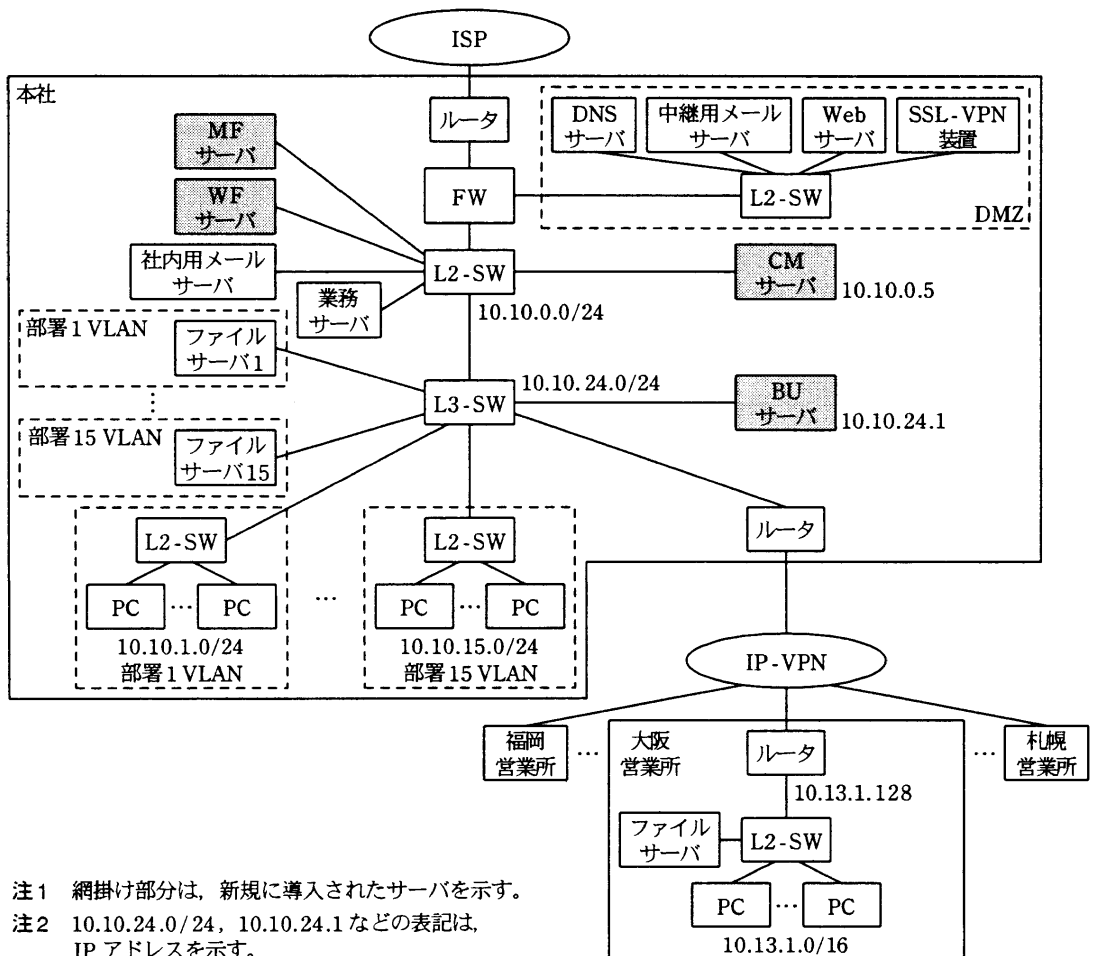 ISP
本社
ルータ
DNS
サーバ
中継用メール
サーバ
Web
サーバ
SSL-VPN
装置
MF
サーバ
WF
サーバ
FW
L2-SW
DMZ
社内用メール
サーバ
L2-SW
CM
サーバ
10.10.0.5
業務
サーバ
10.10.0.0/24
部署1 VLAN
ファイル
サーバ1
L3-SW
10.10.24.0/24
BU
サーバ
10.10.24.1
部署15 VLAN
ファイル
サーバ15
L2-SW
L2-SW
ルータ
PC
…
PC
…
PC
…
PC
10.10.1.0/24
部署1 VLAN
10.10.15.0/24
部署15 VLAN
IP-VPN
福岡
営業所
…
大阪
営業所
ルータ
…
札幌
営業所
10.13.1.128
ファイル
サーバ
L2-SW
PC
…
PC
10.13.1.0/16
注1 網掛け部分は,新規に導入されたサーバを示す。
注2 10.10.24.0/24,10.10.24.1などの表記は,
IPアドレスを示す。